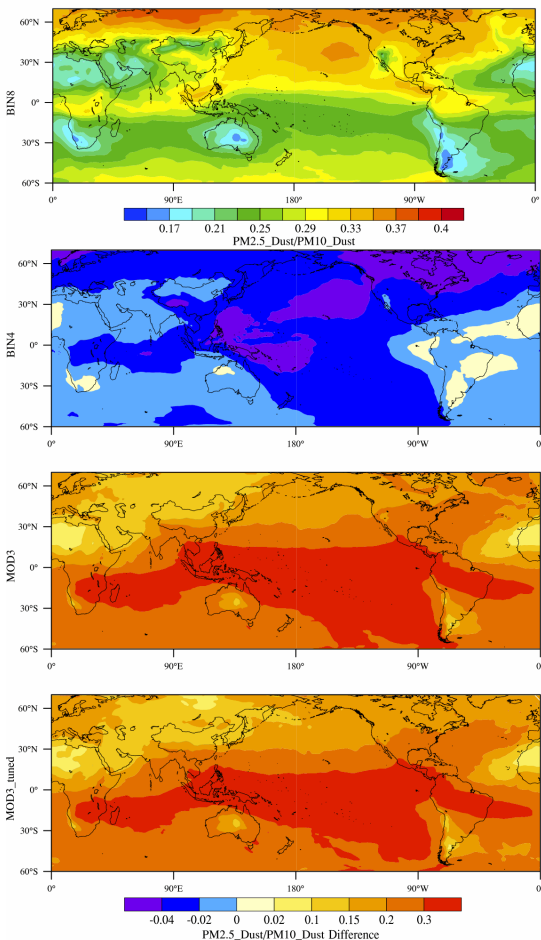 60°N
30°N
BIN8
0°
30°S
60°S
0° 90°E 180° 90°W 0°
0.17 0.21 0.25 0.29 0.33 0.37 0.4
PM2.5_Dust/PM10_Dust
60°N
30°N
BIN4
0°
30°S
60°S
0° 90°E 180° 90°W 0°
60°N
30°N
MOD3
0°
30°S
60°S
0° 90°E 180° 90°W 0°
60°N
30°N
MOD3_tuned
0°
30°S
60°S
0° 90°E 180° 90°W 0°
-0.04 -0.02 0 0.02 0.1 0.15 0.2 0.3
PM2.5_Dust/PM10_Dust Difference